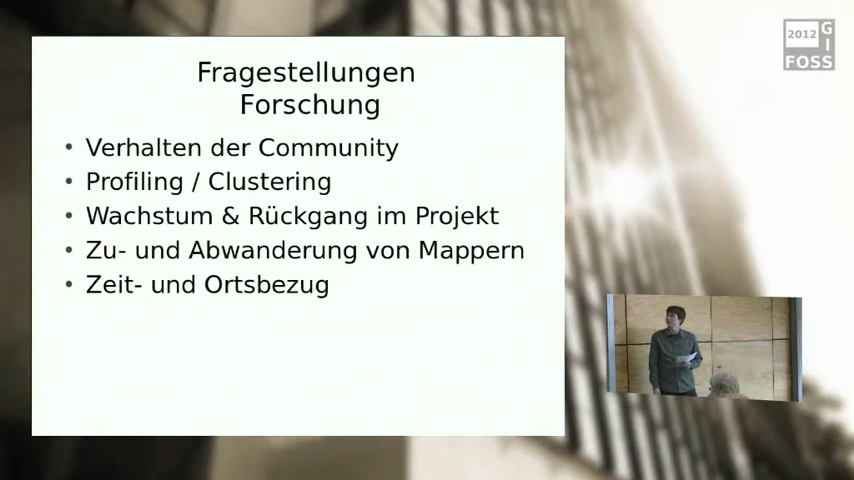 Fragestellungen
Forschung
• Verhalten der Community
• Profiling / Clustering
• Wachstum & Rückgang im Projekt
• Zu- und Abwanderung von Mappern
• Zeit- und Ortsbezug
2012 G
I
FOSS